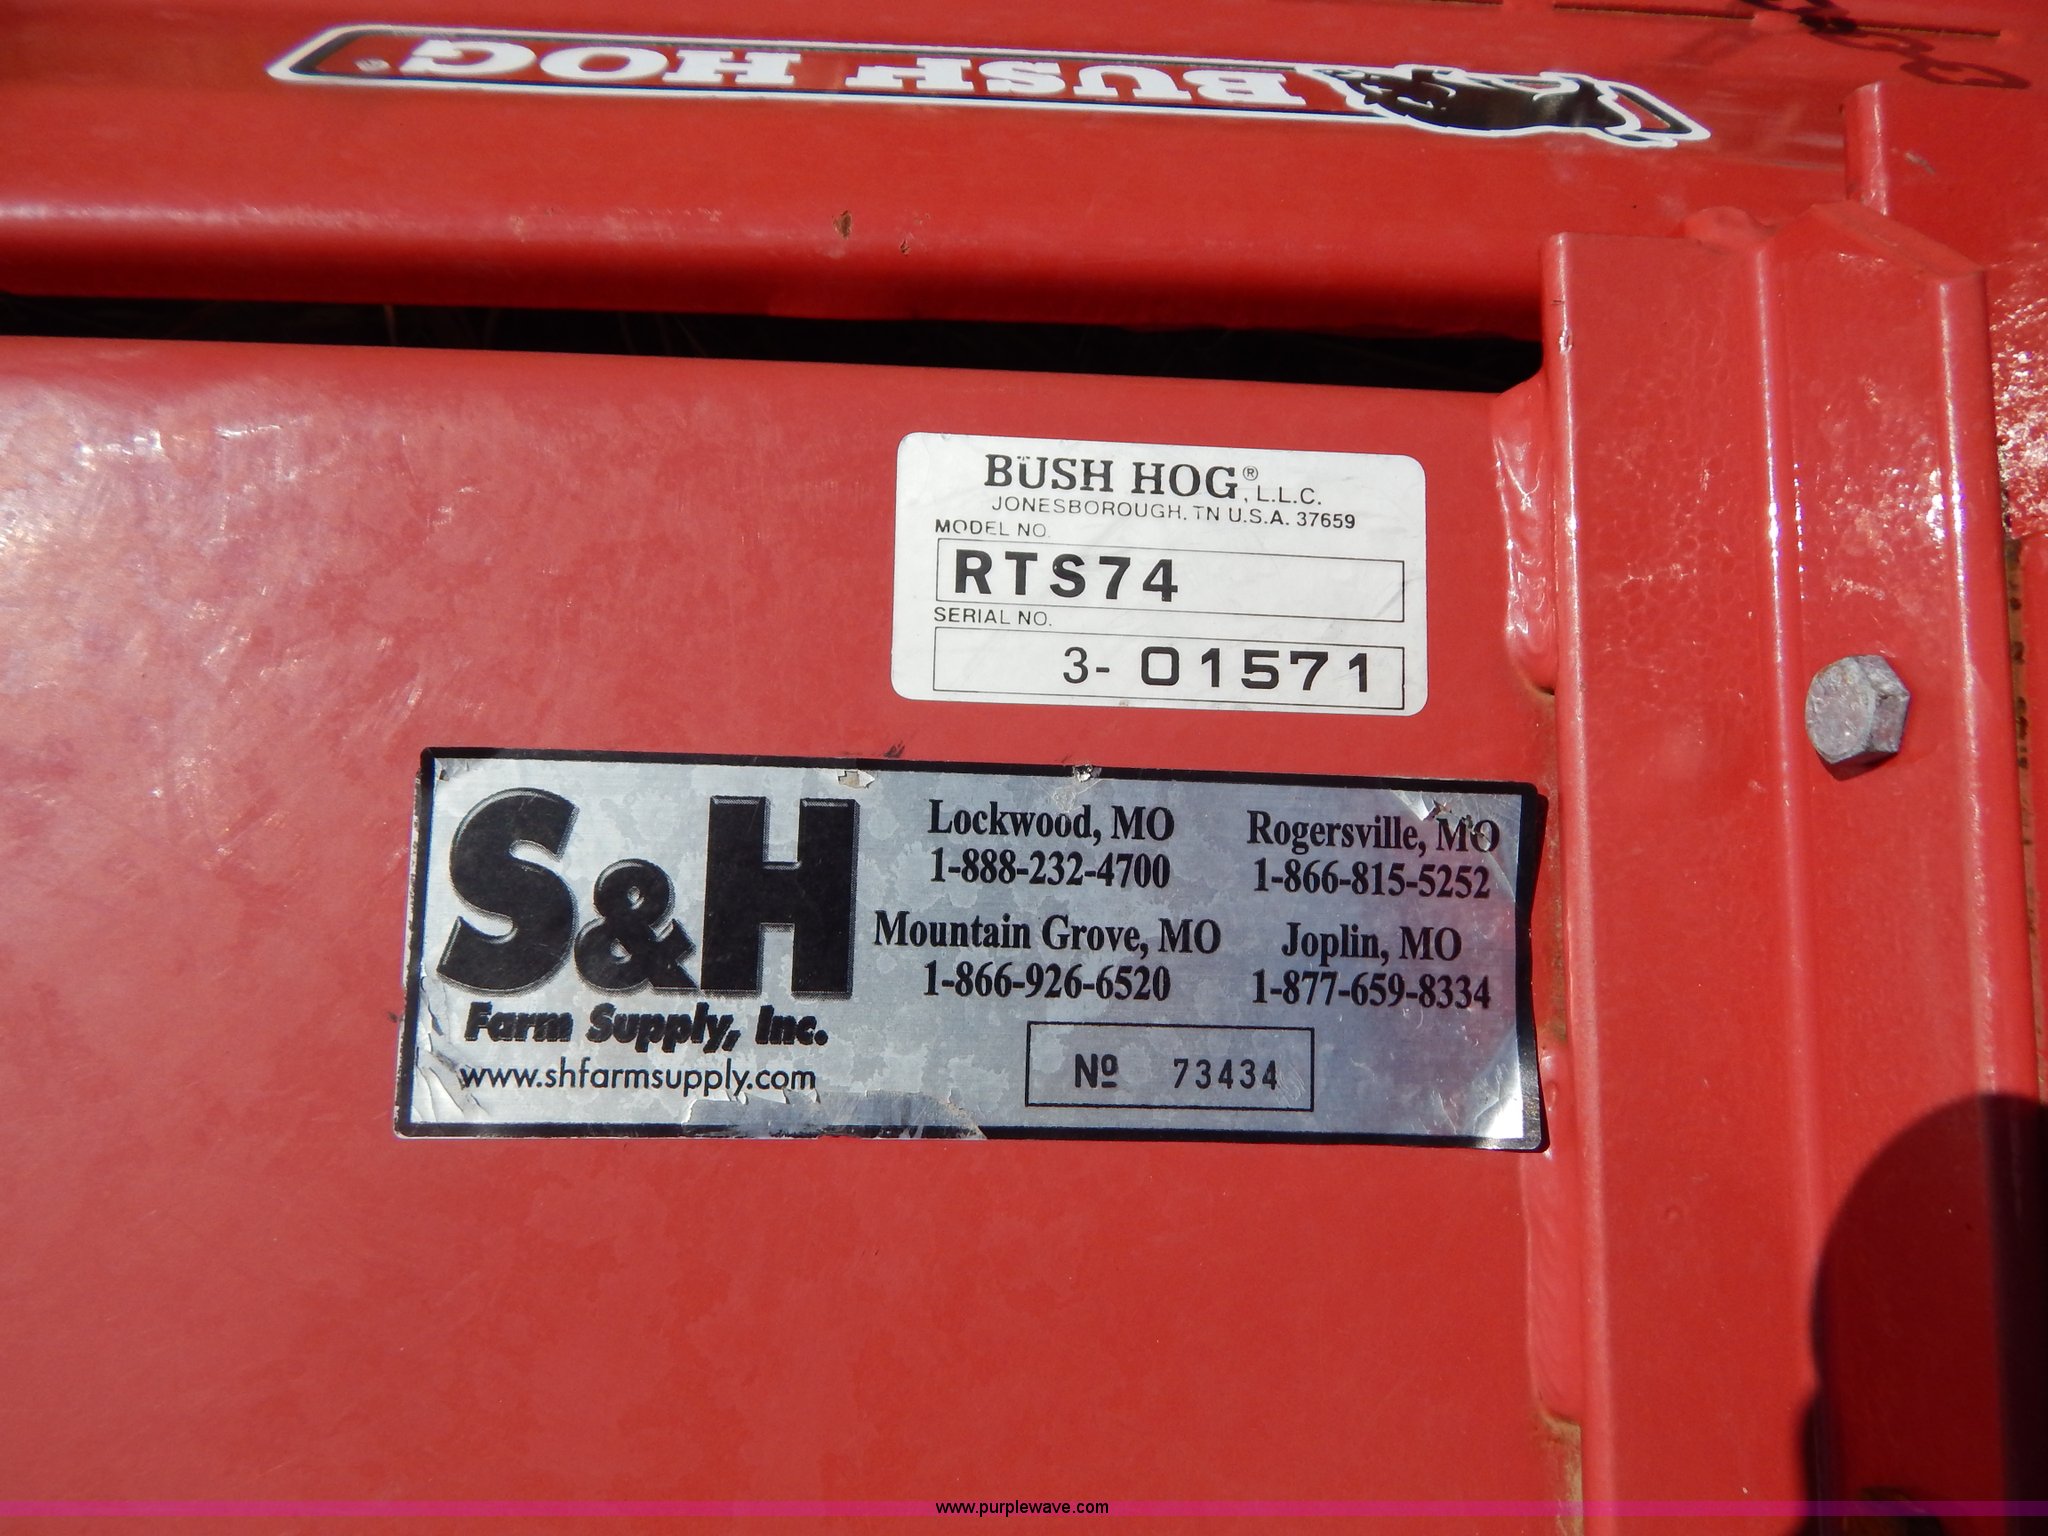 BUSH HOG®
BUSH HOG®, L.L.C.
JONESBOROUGH, TN U.S.A. 37659
MODEL NO.
RTS74
SERIAL NO.
3- 01571
S&H
Farm Supply, Inc.
www.shfarmsupply.com
Lockwood, MO
1-888-232-4700
Rogersville, MO
1-866-815-5252
Mountain Grove, MO
1-866-926-6520
Joplin, MO
1-877-659-8334
Nº 73434
www.purplewave.com